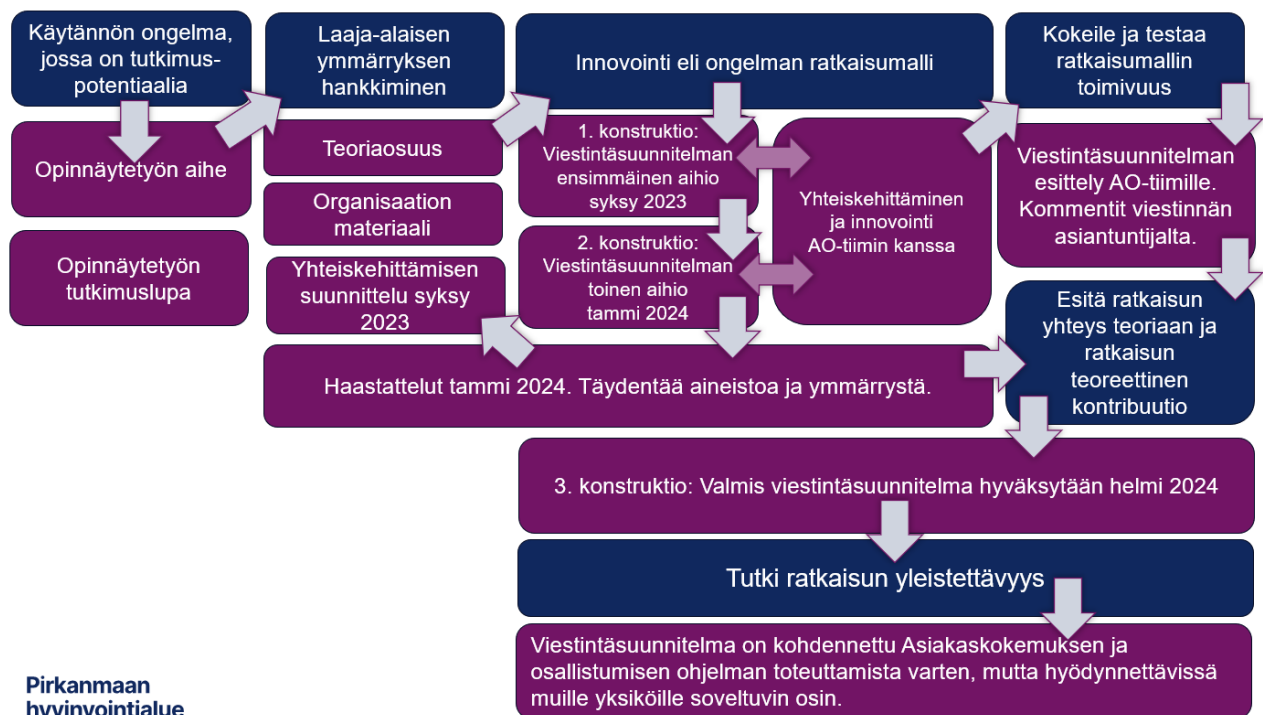 Käytännön ongelma,
jossa on tutkimus-
potentiaalia
Opinnäytetyön aihe
Opinnäytetyön
tutkimuslupa
Laaja-alaisen
ymmärryksen
hankkiminen
Teoriaosuus
Organisaation
materiaali
Yhteiskehittämisen
suunnittelu syksy
2023
Innovointi eli ongelman ratkaisumalli
1. konstruktio:
Viestintäsuunnitelman
ensimmäinen aihio
syksy 2023
2. konstruktio:
Viestintäsuunnitelman
toinen aihio
tammi 2024
Yhteiskehittäminen
ja innovointi
AO-tiimin kanssa
Haastattelut tammi 2024. Täydentää aineistoa ja ymmärrystä.
Kokeile ja testaa
ratkaisumallin
toimivuus
Viestintäsuunnitelman
esittely AO-tiimille.
Kommentit viestinnän
asiantuntijalta.
Esitä ratkaisun
yhteys teoriaan ja
ratkaisun
teoreettinen
kontribuutio
3. konstruktio: Valmis viestintäsuunnitelma hyväksytään helmi 2024
Tutki ratkaisun yleistettävyys
Viestintäsuunnitelma on kohdennettu Asiakaskokemuksen ja
osallistumisen ohjelman toteuttamista varten, mutta hyödynnettävissä
muille yksiköille soveltuvin osin.
Pirkanmaan
hyvinvointialue